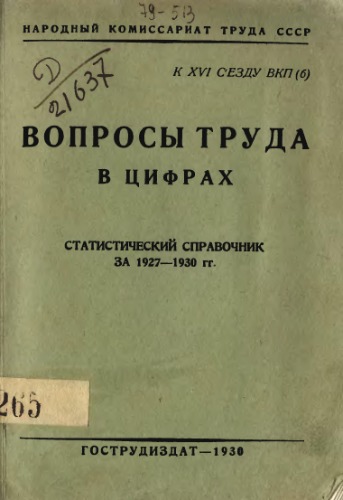 79-513
НАРОДНЫЙ КОМИССАРИАТ ТРУДА СССР
К XVI С'ЕЗДУ ВКП (б)
Д
21637
ВОПРОСЫ ТРУДА
В ЦИФРАХ
СТАТИСТИЧЕСКИЙ СПРАВОЧНИК
ЗА 1927—1930 гг.
265
ГОСТРУДИЗДАТ—1930